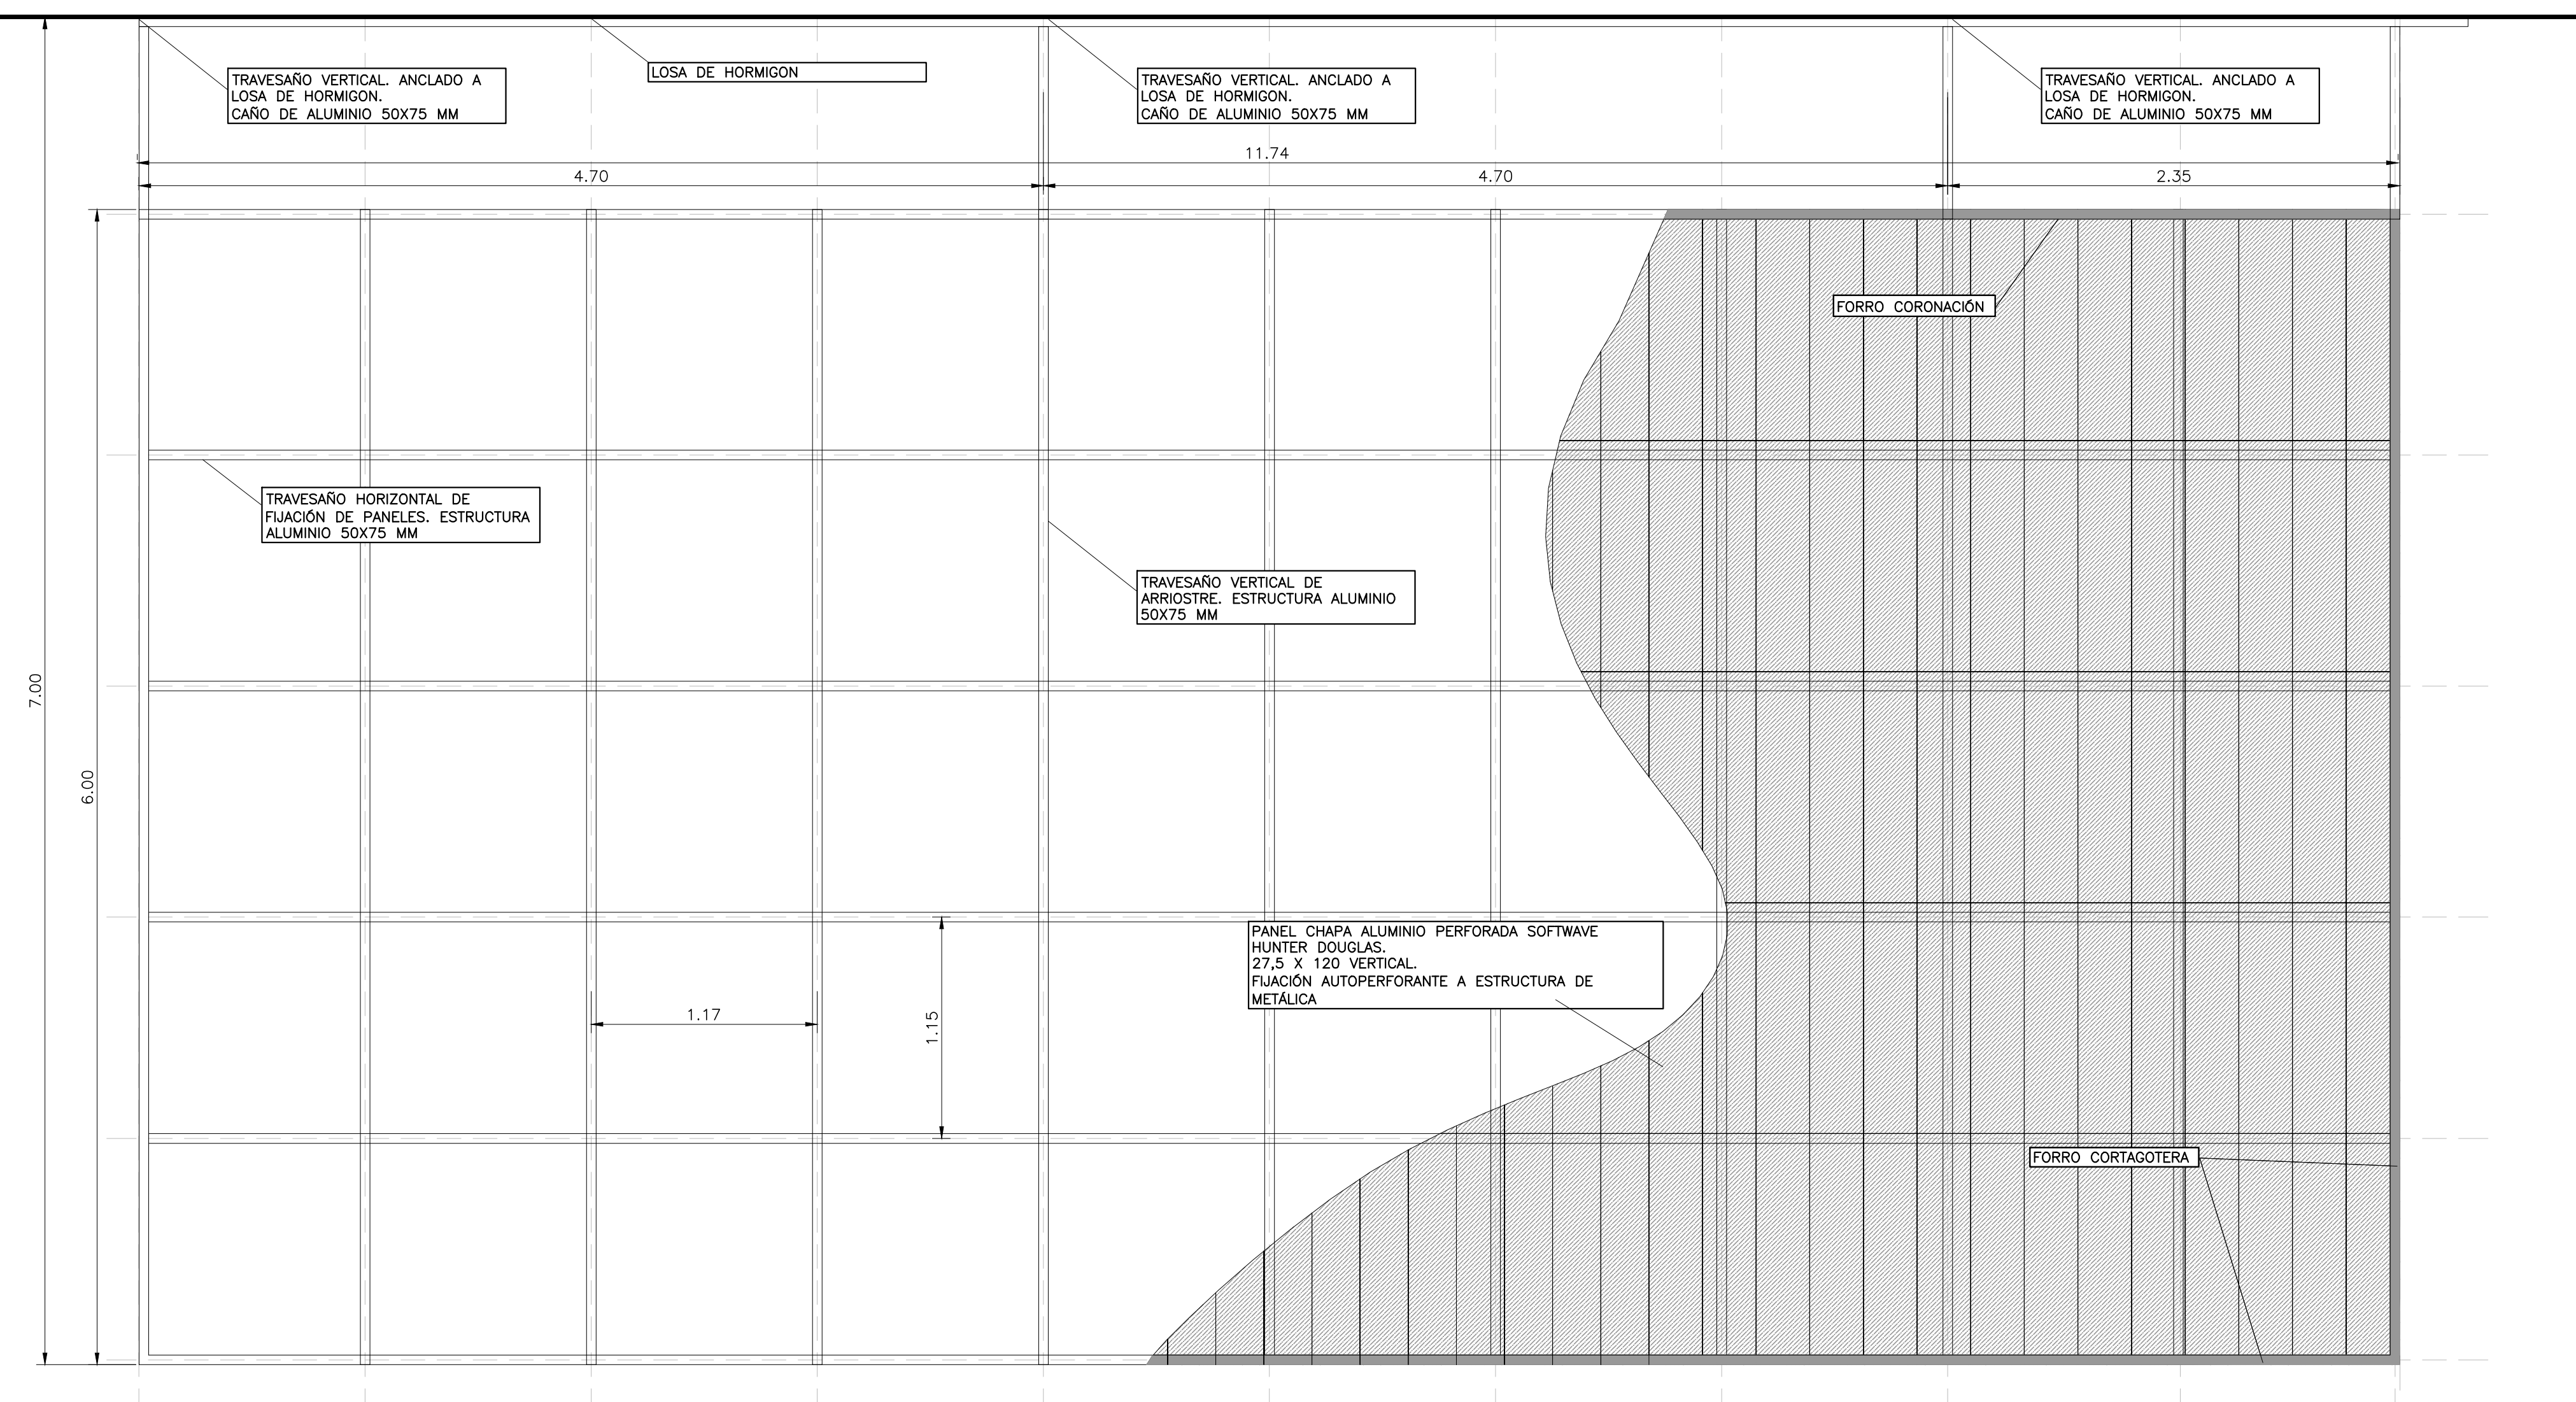 TRAVESAÑO VERTICAL. ANCLADO A
LOSA DE HORMIGON.
CAÑO DE ALUMINIO 50X75 MM
LOSA DE HORMIGON
TRAVESAÑO VERTICAL. ANCLADO A
LOSA DE HORMIGON.
CAÑO DE ALUMINIO 50X75 MM
TRAVESAÑO VERTICAL. ANCLADO A
LOSA DE HORMIGON.
CAÑO DE ALUMINIO 50X75 MM
11.74
4.70
4.70
2.35
FORRO CORONACIÓN
TRAVESAÑO HORIZONTAL DE
FIJACIÓN DE PANELES. ESTRUCTURA
ALUMINIO 50X75 MM
TRAVESAÑO VERTICAL DE
ARRIOSTRE. ESTRUCTURA ALUMINIO
50X75 MM
7.00
6.00
PANEL CHAPA ALUMINIO PERFORADA SOFTWAVE
HUNTER DOUGLAS.
27,5 X 120 VERTICAL.
FIJACIÓN AUTOPERFORANTE A ESTRUCTURA DE
METÁLICA
1.17
1.15
FORRO CORTAGOTERA